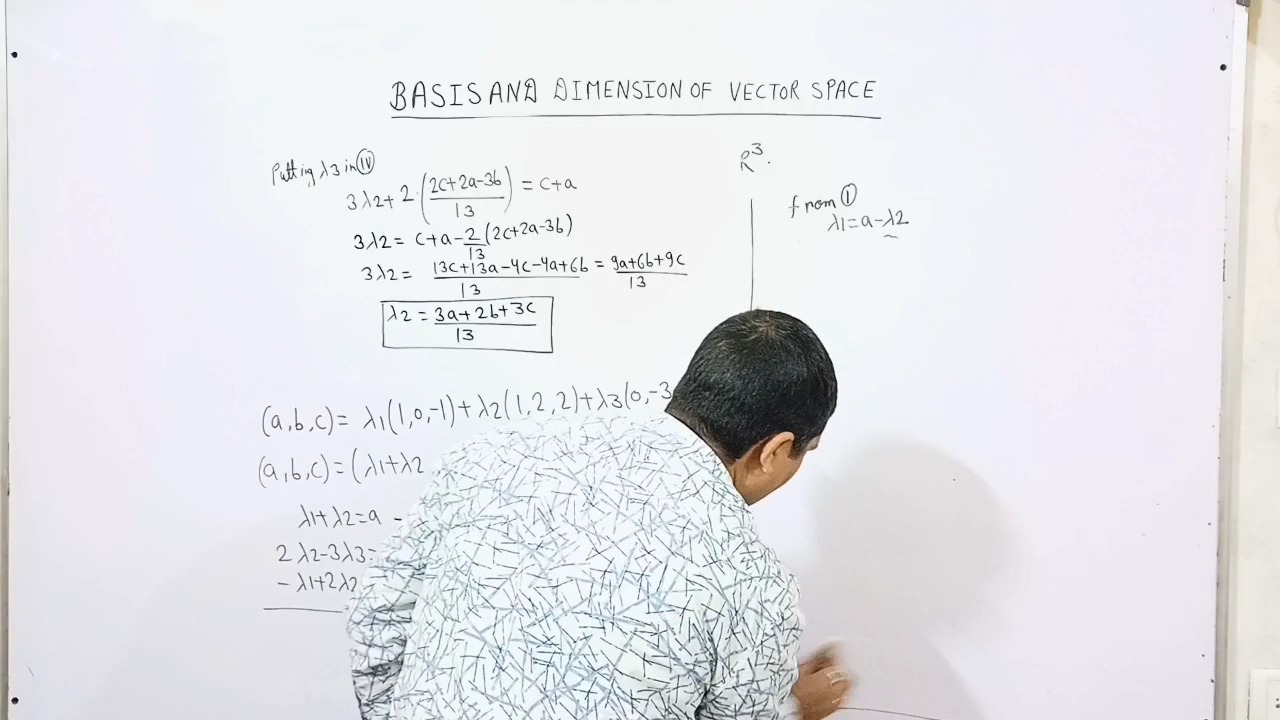 BASIS AND DIMENSION OF VECTOR SPACE
Putting λ3 in (IV)
3λ2 + 2·((2c+2a-3b)/13) = c+a
3λ2 = c+a - 2/13 (2c+2a-3b)
3λ2 = (13c+13a-4c-4a+6b)/13 = (9a+6b+9c)/13
λ2 = (3a+2b+3c)/13
(a,b,c) = λ1(1,0,-1) + λ2(1,2,2) + λ3(0,-3
(a,b,c) = (λ1+λ2
λ1+λ2=a -
2λ2-3λ3=
-λ1+2λ2
R³.
from (I)
λ1=a-λ2